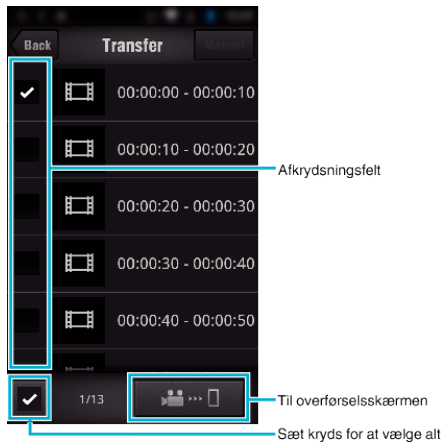 Back Transfer Manual
00:00:00 - 00:00:10
00:00:10 - 00:00:20
Afkrydsningsfelt
00:00:20 - 00:00:30
00:00:30 - 00:00:40
00:00:40 - 00:00:50
1/13
Til overførselsskærmen
Sæt kryds for at vælge alt